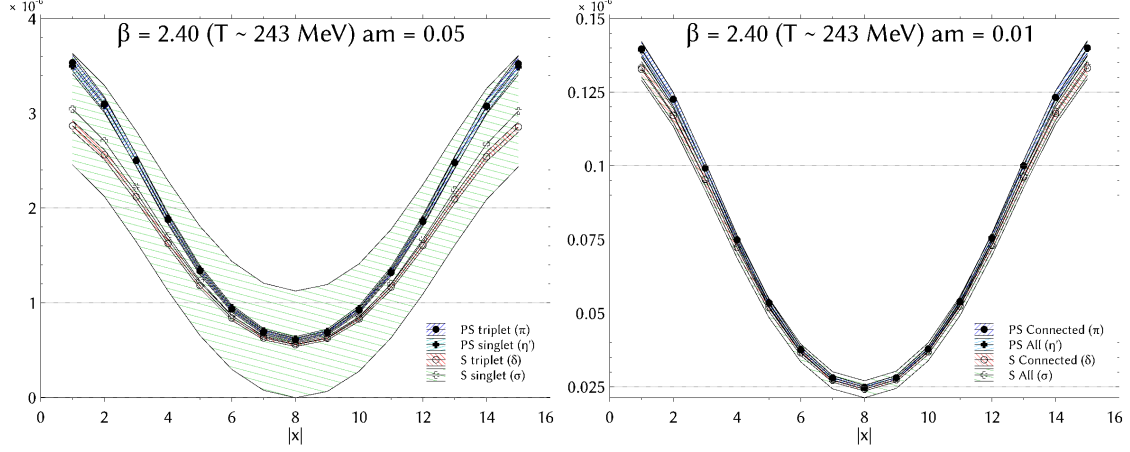 × 10
β = 2.40 (T ~ 243 MeV) am = 0.05
4
3
2
1
0
0 2 4 6 8 10 12 14 16
|x|
PS triplet (π)
PS singlet (η')
S triplet (δ)
S singlet (σ)
× 10
β = 2.40 (T ~ 243 MeV) am = 0.01
0.15
0.125
0.1
0.075
0.05
0.025
0 2 4 6 8 10 12 14 16
|x|
PS Connected (π)
PS All (η')
S Connected (δ)
S All (σ)